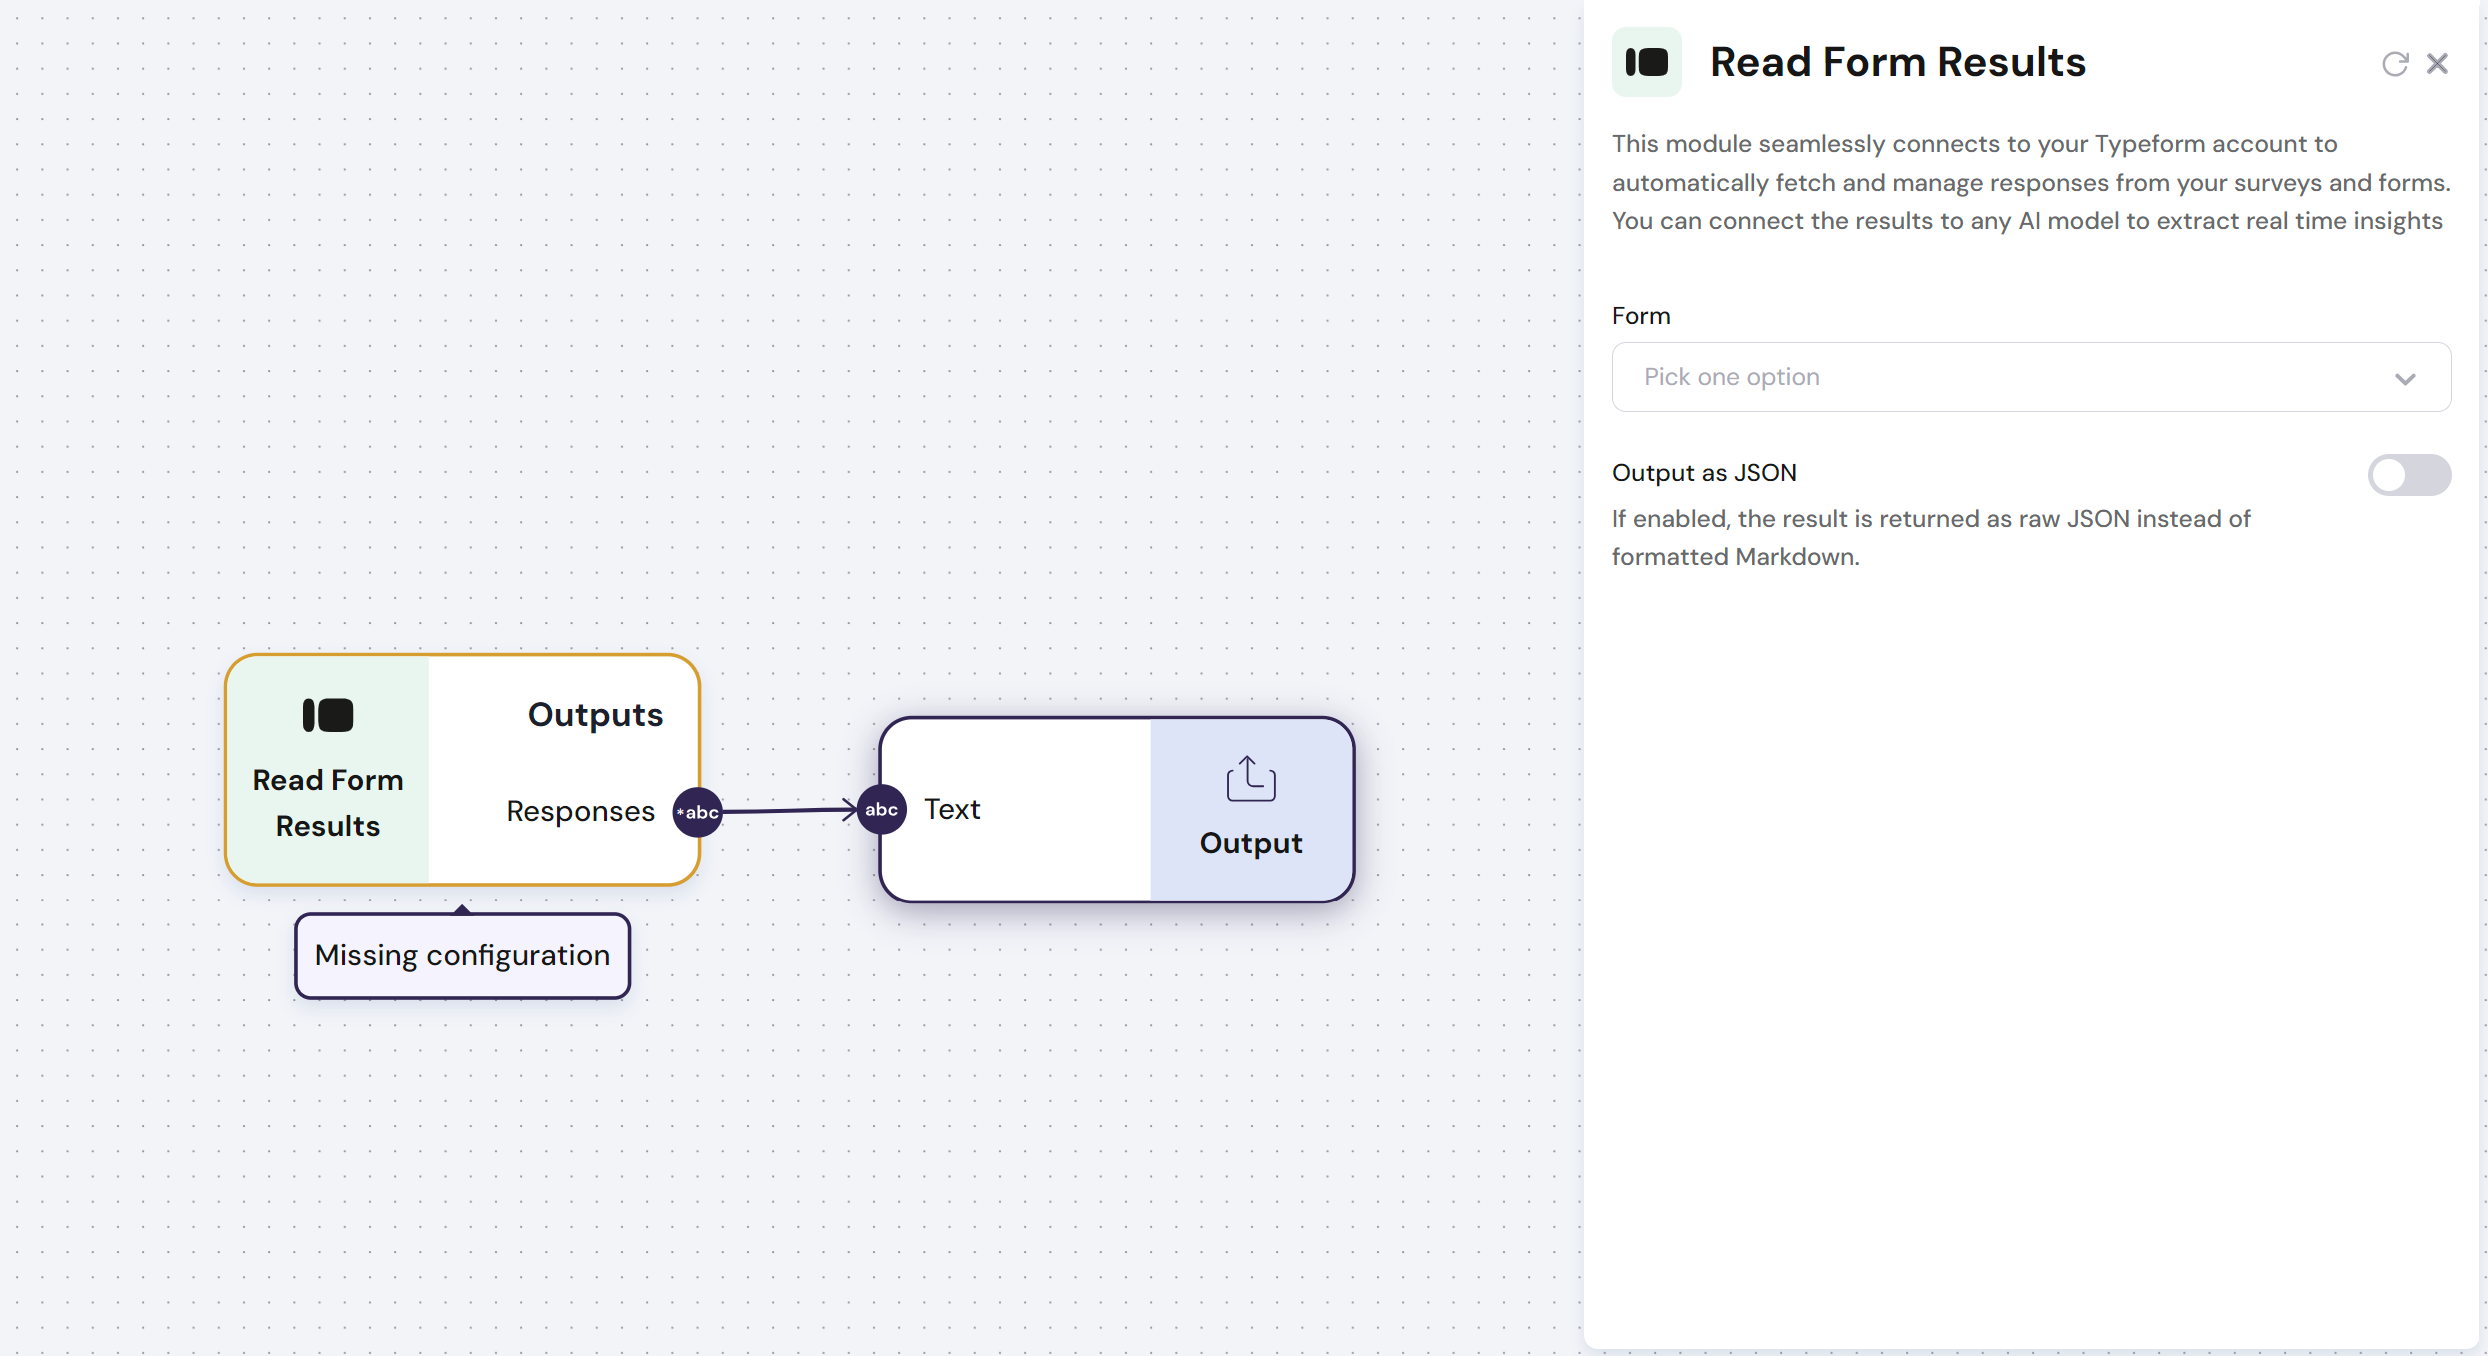 Read Form Results
This module seamlessly connects to your Typeform account to
automatically fetch and manage responses from your surveys and forms.
You can connect the results to any AI model to extract real time insights
Form
Pick one option
Output as JSON
If enabled, the result is returned as raw JSON instead of
formatted Markdown.
Read Form
Results
Outputs
Responses
*abc
abc
Text
Output
Missing configuration